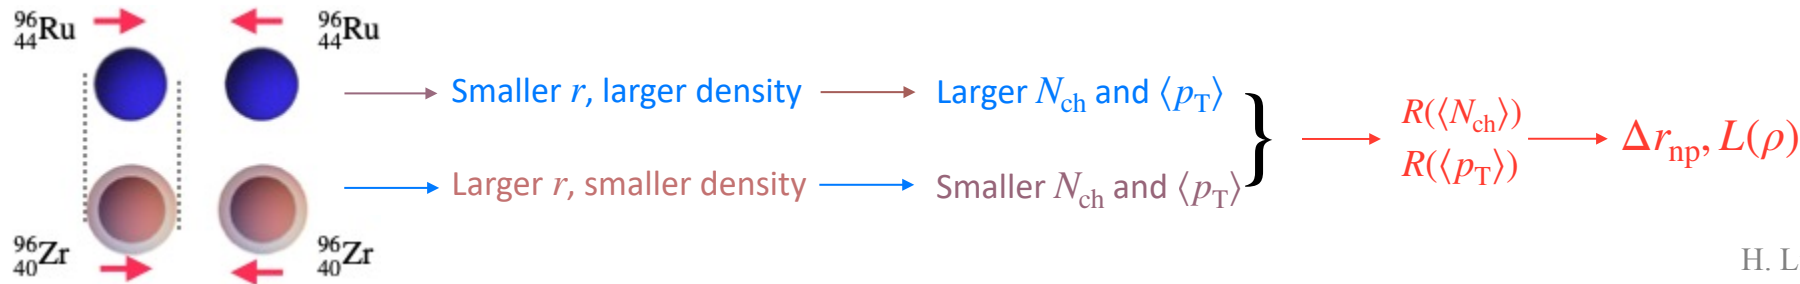 ⁹⁶₄₄Ru ⁹⁶₄₄Ru
Smaller r, larger density
Larger N_ch and ⟨p_T⟩
Larger r, smaller density
Smaller N_ch and ⟨p_T⟩
}
R(⟨N_ch⟩)
R(⟨p_T⟩)
Δr_np, L(ρ)
⁹⁶₄₀Zr ⁹⁶₄₀Zr
H. L